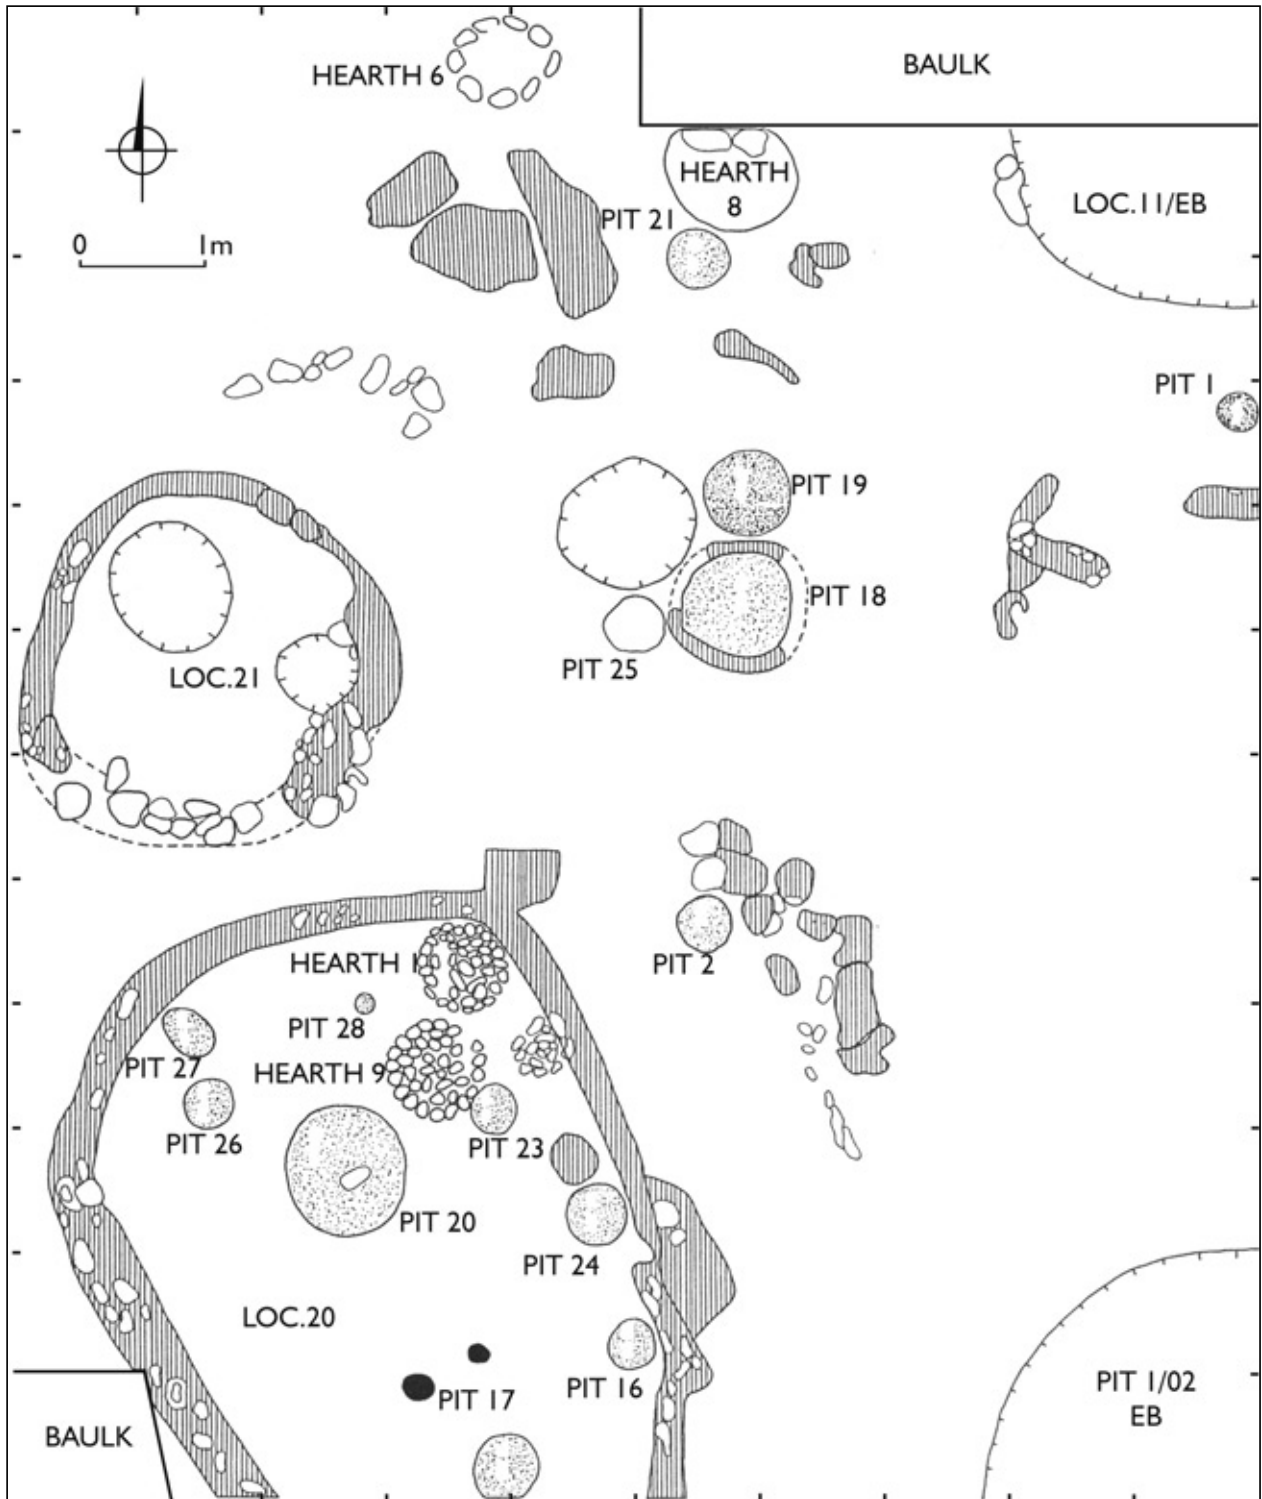 HEARTH 6
BAULK
HEARTH
8
LOC.11/EB
PIT 21
0 1m
PIT 1
PIT 19
PIT 18
PIT 25
LOC.21
HEARTH 1
PIT 2
PIT 28
PIT 27
HEARTH 9
PIT 26
PIT 23
PIT 20
PIT 24
LOC.20
PIT 16
PIT 17
PIT 1/02
EB
BAULK